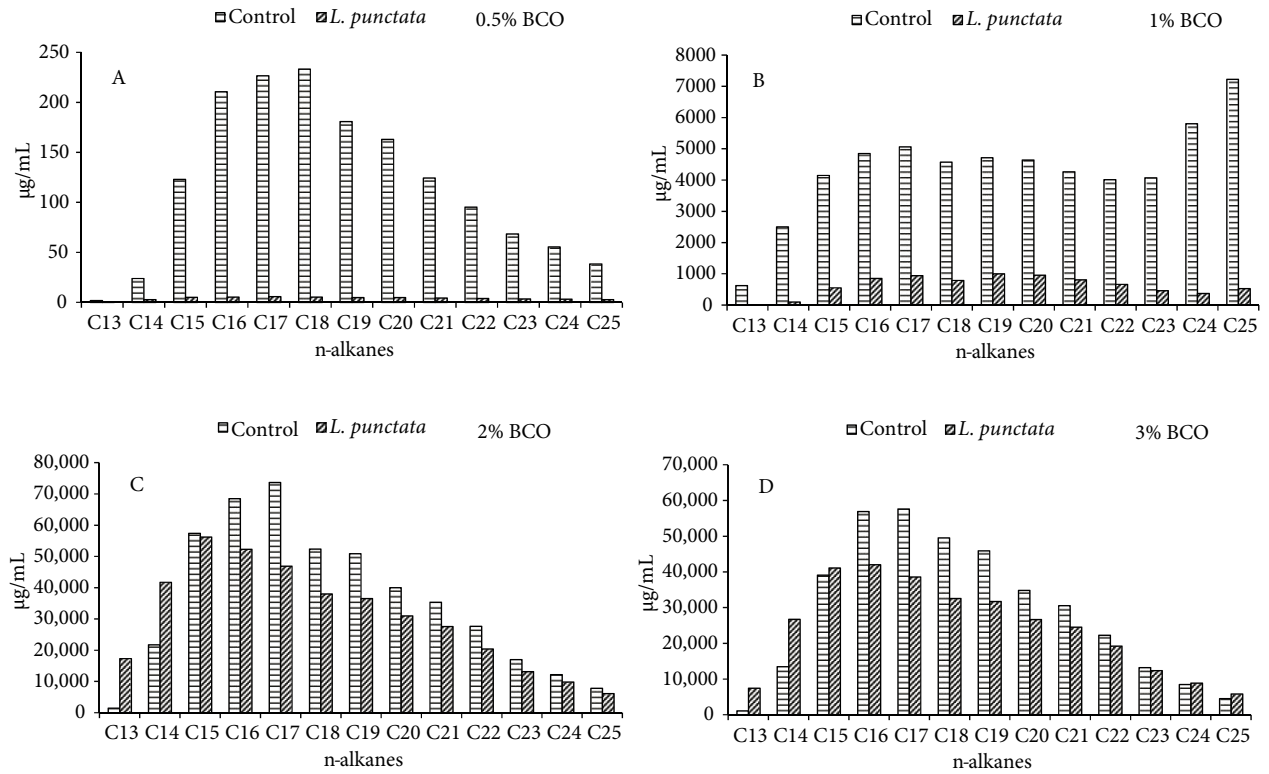 Control L. punctata 0.5% BCO
A
250
200
150
100
50
0
µg/mL
C13 C14 C15 C16 C17 C18 C19 C20 C21 C22 C23 C24 C25
n-alkanes
Control L. punctata 1% BCO
B
8000
7000
6000
5000
4000
3000
2000
1000
0
µg/mL
C13 C14 C15 C16 C17 C18 C19 C20 C21 C22 C23 C24 C25
n-alkanes
Control L. punctata 2% BCO
C
80,000
70,000
60,000
50,000
40,000
30,000
20,000
10,000
0
µg/mL
C13 C14 C15 C16 C17 C18 C19 C20 C21 C22 C23 C24 C25
n-alkanes
Control L. punctata 3% BCO
D
70,000
60,000
50,000
40,000
30,000
20,000
10,000
0
µg/mL
C13 C14 C15 C16 C17 C18 C19 C20 C21 C22 C23 C24 C25
n-alkanes